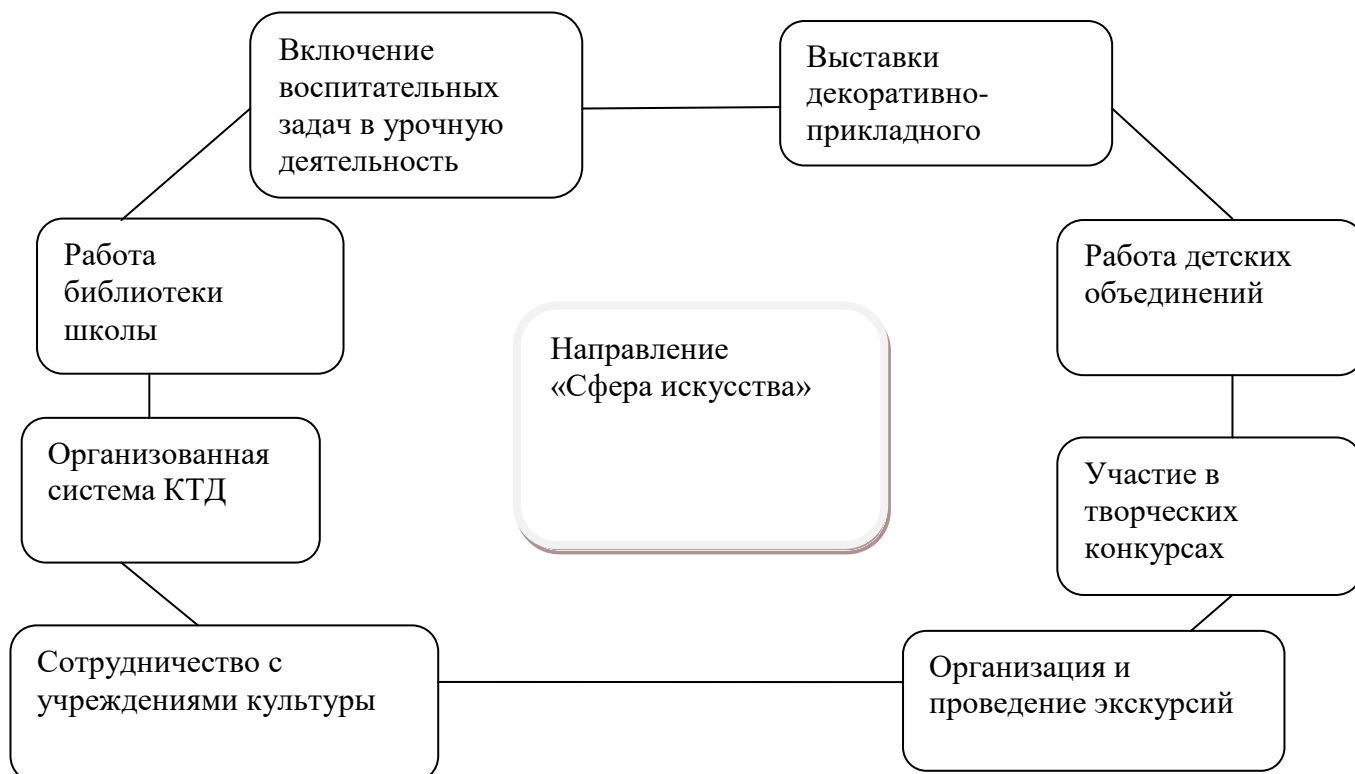 Включение
воспитательных
задач в урочную
деятельность
Выставки
декоративно-
прикладного
Работа
библиотеки
школы
Работа детских
объединений
Направление
«Сфера искусства»
Организованная
система КТД
Участие в
творческих
конкурсах
Сотрудничество с
учреждениями культуры
Организация и
проведение экскурсий